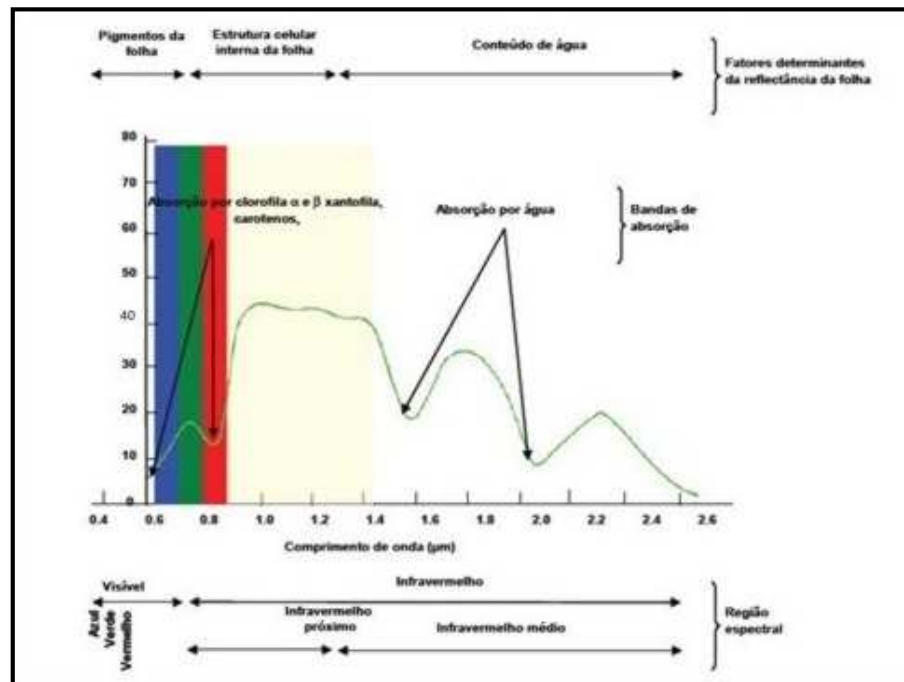 Pigmentos da
folha
Estrutura celular
interna da folha
Conteúdo de água
Fatores determinantes
da reflectância da folha
80
70
60
50
40
30
20
10
0
Absorção por clorofila α e β xantofila,
carotenos,
Absorção por água
Bandas de
absorção
0.4 0.6 0.8 1.0 1.2 1.4 1.6 1.8 2.0 2.2 2.4 2.6
Comprimento de onda (µm)
Visível
Azul
Verde
Vermelho
Infravermelho
Infravermelho
próximo
Infravermelho médio
Região
espectral